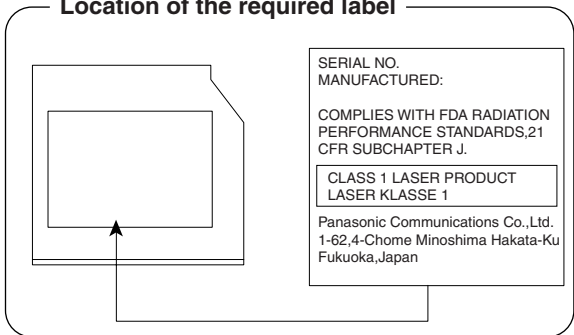 Location of the required label
SERIAL NO.
MANUFACTURED:
COMPLIES WITH FDA RADIATION
PERFORMANCE STANDARDS,21
CFR SUBCHAPTER J.
CLASS 1 LASER PRODUCT
LASER KLASSE 1
Panasonic Communications Co.,Ltd.
1-62,4-Chome Minoshima Hakata-Ku
Fukuoka,Japan